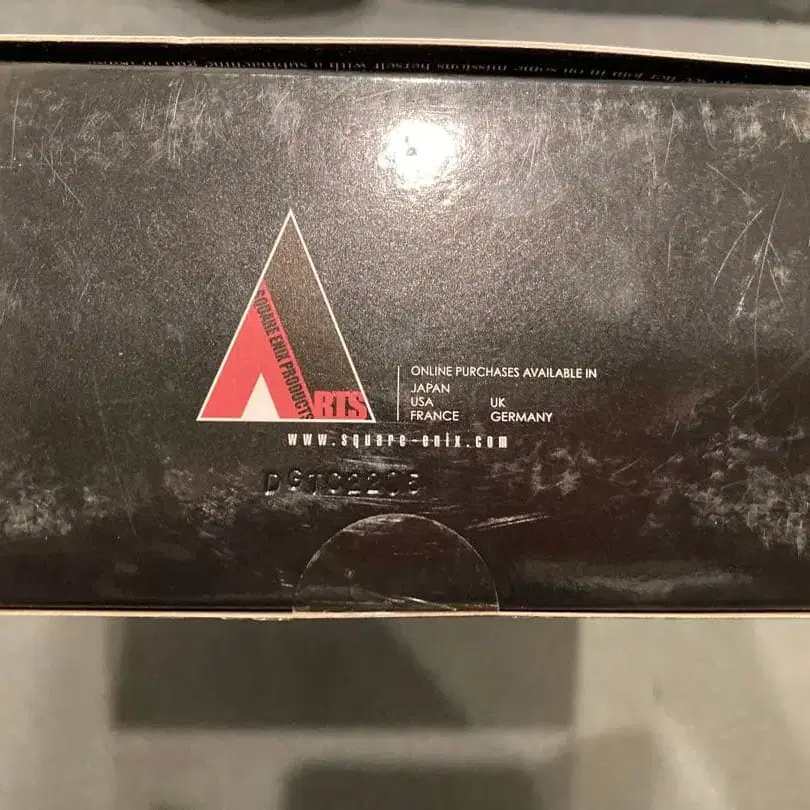 SQUARE ENIX PRODUCTS
ARTS
ONLINE PURCHASES AVAILABLE IN
JAPAN
USA UK
FRANCE GERMANY
www.square-enix.com